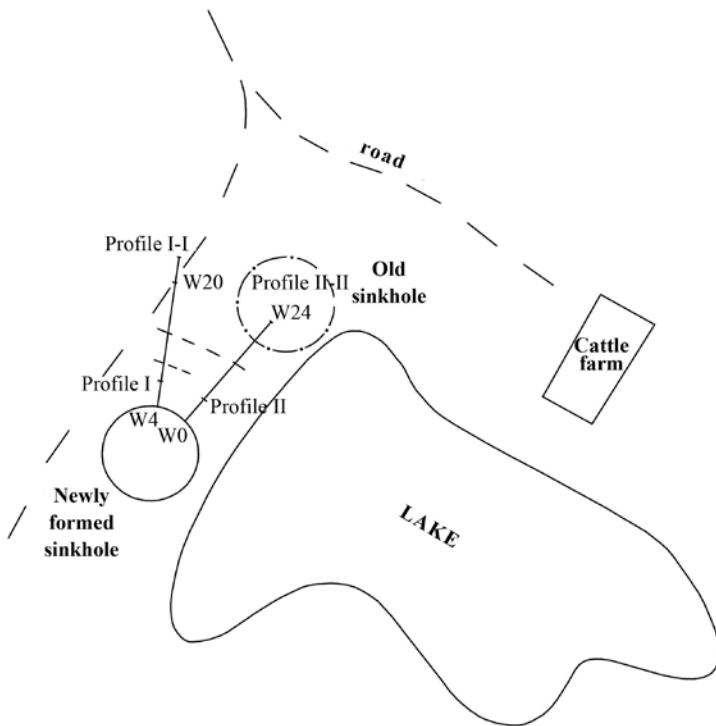 road
Profile I-I
W20
Profile II-II
W24
Old
sinkhole
Cattle
farm
Profile I
Profile II
W4
W0
Newly
formed
sinkhole
LAKE